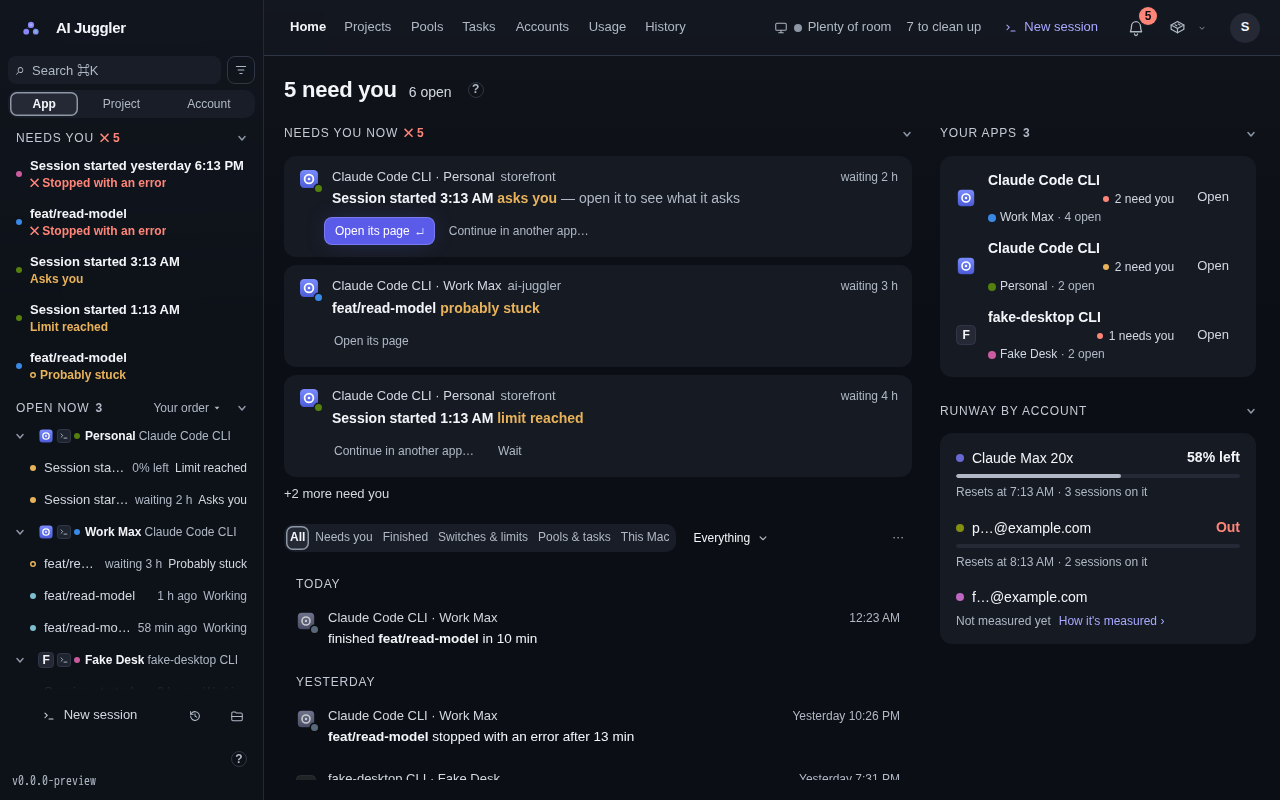 AI Juggler
Search ⌘K
App Project Account
NEEDS YOU 5
Session started yesterday 6:13 PM
Stopped with an error
feat/read-model
Stopped with an error
Session started 3:13 AM
Asks you
Session started 1:13 AM
Limit reached
feat/read-model
Probably stuck
OPEN NOW 3 Your order
Personal Claude Code CLI
Session sta… 0% left Limit reached
Session star… waiting 2 h Asks you
Work Max Claude Code CLI
feat/re… waiting 3 h Probably stuck
feat/read-model 1 h ago Working
feat/read-mo… 58 min ago Working
F Fake Desk fake-desktop CLI
New session
?
v0.0.0-preview
Home Projects Pools Tasks Accounts Usage History
Plenty of room 7 to clean up New session 5 S
5 need you 6 open ?
NEEDS YOU NOW 5
Claude Code CLI · Personal storefront waiting 2 h
Session started 3:13 AM asks you — open it to see what it asks
Open its page Continue in another app…
Claude Code CLI · Work Max ai-juggler waiting 3 h
feat/read-model probably stuck
Open its page
Claude Code CLI · Personal storefront waiting 4 h
Session started 1:13 AM limit reached
Continue in another app… Wait
+2 more need you
All Needs you Finished Switches & limits Pools & tasks This Mac Everything ···
TODAY
Claude Code CLI · Work Max 12:23 AM
finished feat/read-model in 10 min
YESTERDAY
Claude Code CLI · Work Max Yesterday 10:26 PM
feat/read-model stopped with an error after 13 min
fake-desktop CLI · Fake Desk Yesterday 7:31 PM
YOUR APPS 3
Claude Code CLI
2 need you Open
Work Max · 4 open
Claude Code CLI
2 need you Open
Personal · 2 open
fake-desktop CLI
F 1 needs you Open
Fake Desk · 2 open
RUNWAY BY ACCOUNT
Claude Max 20x 58% left
Resets at 7:13 AM · 3 sessions on it
p…@example.com Out
Resets at 8:13 AM · 2 sessions on it
f…@example.com
Not measured yet How it's measured ›